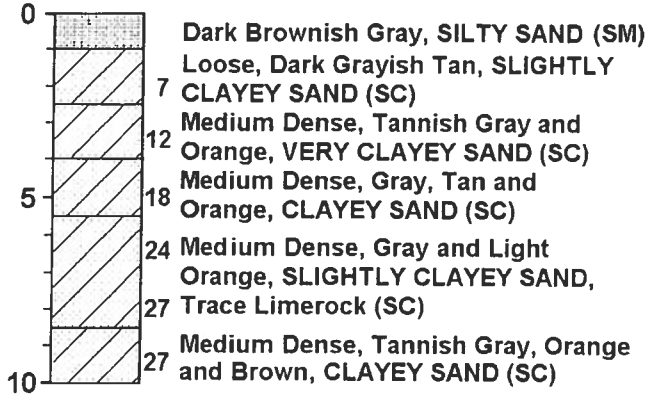 0
Dark Brownish Gray, SILTY SAND (SM)
Loose, Dark Grayish Tan, SLIGHTLY
7 CLAYEY SAND (SC)
Medium Dense, Tannish Gray and
12 Orange, VERY CLAYEY SAND (SC)
Medium Dense, Gray, Tan and
5 18 Orange, CLAYEY SAND (SC)
24 Medium Dense, Gray and Light
Orange, SLIGHTLY CLAYEY SAND,
27 Trace Limerock (SC)
Medium Dense, Tannish Gray, Orange
27 and Brown, CLAYEY SAND (SC)
10